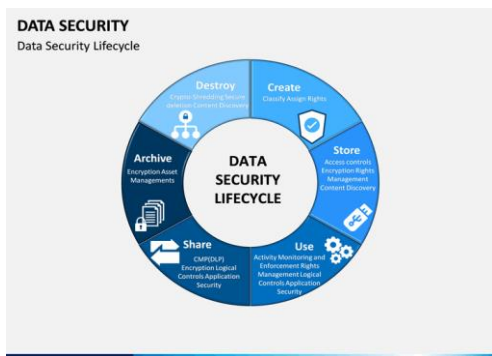 DATA SECURITY
Data Security Lifecycle
Destroy
Crypto-Shredding Secure
deletion Content Discovery
Create
Classify Assign Rights
Archive
Encryption Asset
Managements
DATA
SECURITY
LIFECYCLE
Store
Access controls
Encryption Rights
Management
Content Discovery
Share
CMP(DLP)
Encryption Logical
Controls Application
Security
Use
Activity Monitoring and
Enforcement Rights
Management Logical
Controls Application
Security